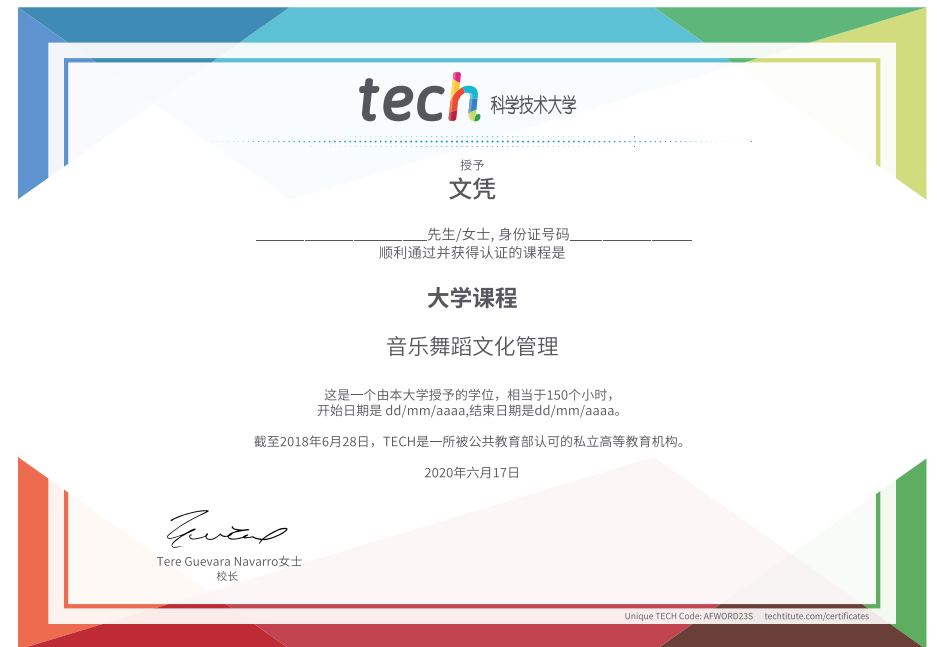 tech 科学技术大学
授予
文凭
______________________先生/女士, 身份证号码_______________
顺利通过并获得认证的课程是
大学课程
音乐舞蹈文化管理
这是一个由本大学授予的学位，相当于150个小时，
开始日期是 dd/mm/aaaa,结束日期是dd/mm/aaaa。
截至2018年6月28日，TECH是一所被公共教育部认可的私立高等教育机构。
2020年六月17日
Tere Guevara Navarro女士
校长
Unique TECH Code: AFWORD23S techtitute.com/certificates